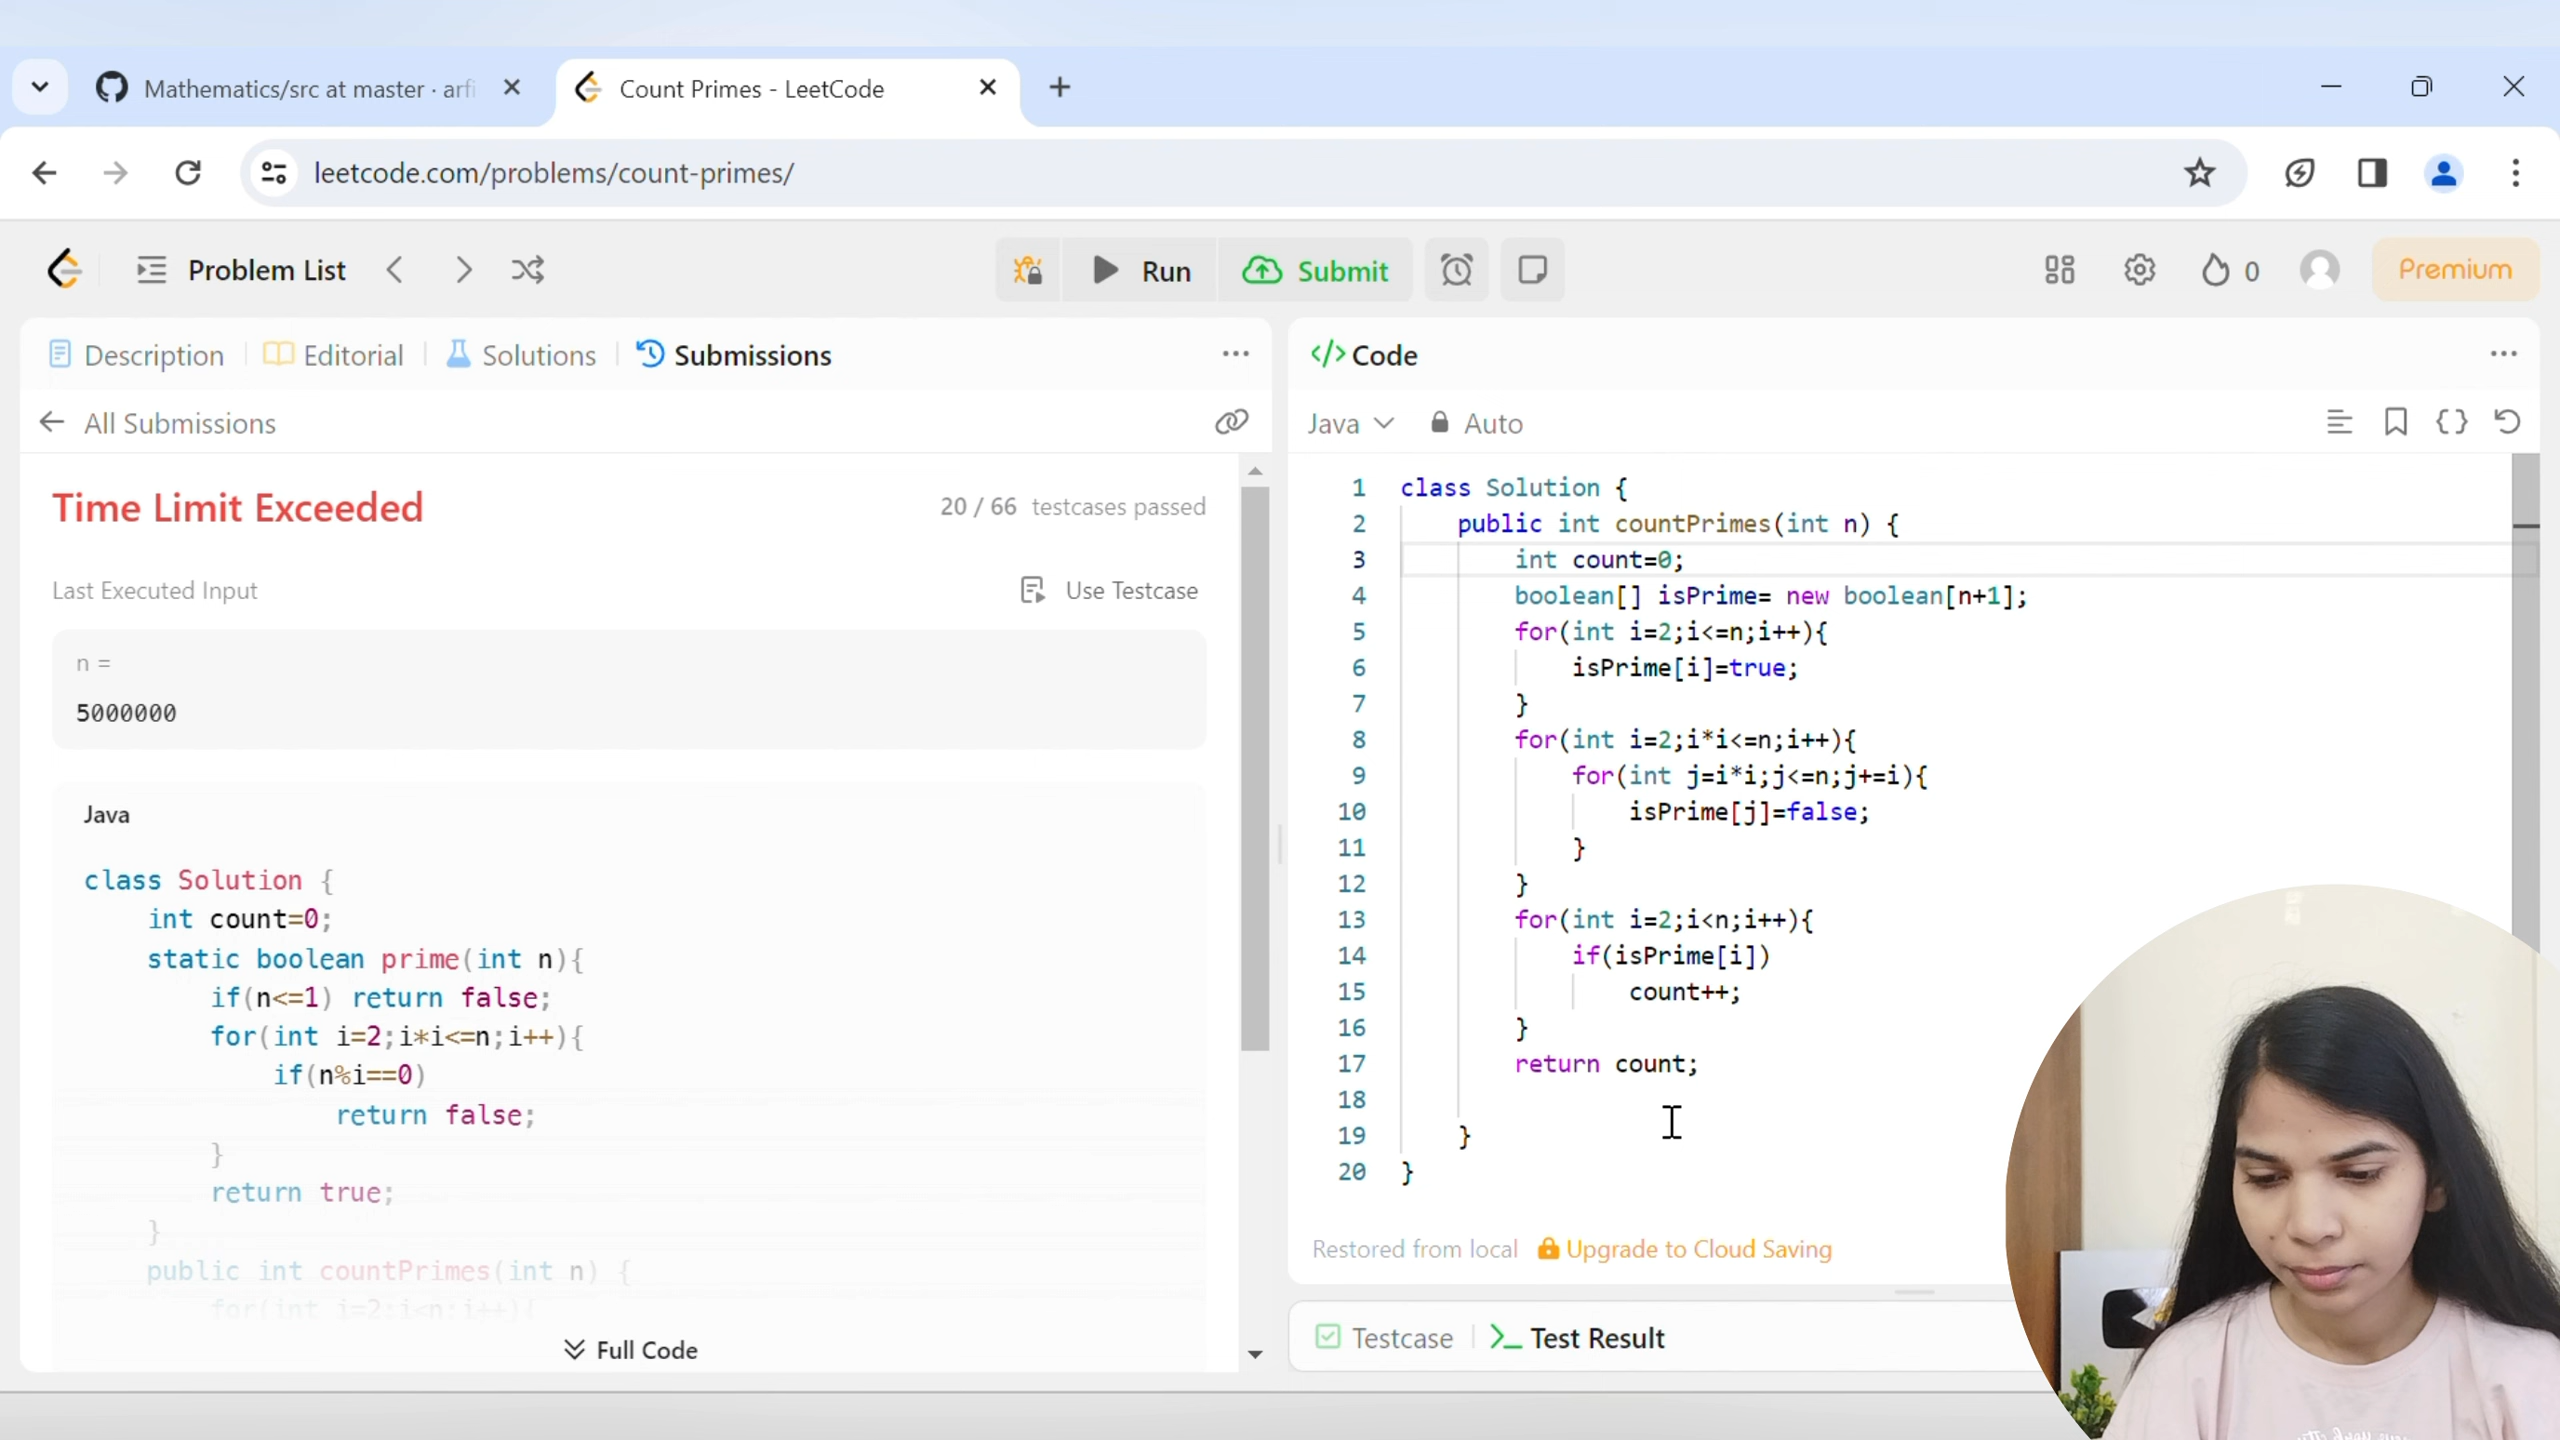 Mathematics/src at master · arfi
Count Primes - LeetCode
leetcode.com/problems/count-primes/
Problem List
Run
Submit
0
Premium
Description
Editorial
Solutions
Submissions
All Submissions
Time Limit Exceeded
20 / 66 testcases passed
Last Executed Input
Use Testcase
n =
5000000
Java
class Solution {
int count=0;
static boolean prime(int n){
if(n<=1) return false;
for(int i=2;i*i<=n;i++){
if(n%i==0)
return false;
}
return true;
}
public int countPrimes(int n) {
for(int i=2;i<n;i++){
Full Code
</> Code
Java
Auto
1 class Solution {
2 public int countPrimes(int n) {
3 int count=0;
4 boolean[] isPrime= new boolean[n+1];
5 for(int i=2;i<=n;i++){
6 isPrime[i]=true;
7 }
8 for(int i=2;i*i<=n;i++){
9 for(int j=i*i;j<=n;j+=i){
10 isPrime[j]=false;
11 }
12 }
13 for(int i=2;i<n;i++){
14 if(isPrime[i])
15 count++;
16 }
17 return count;
18
19 }
20 }
Restored from local
Upgrade to Cloud Saving
Testcase
Test Result